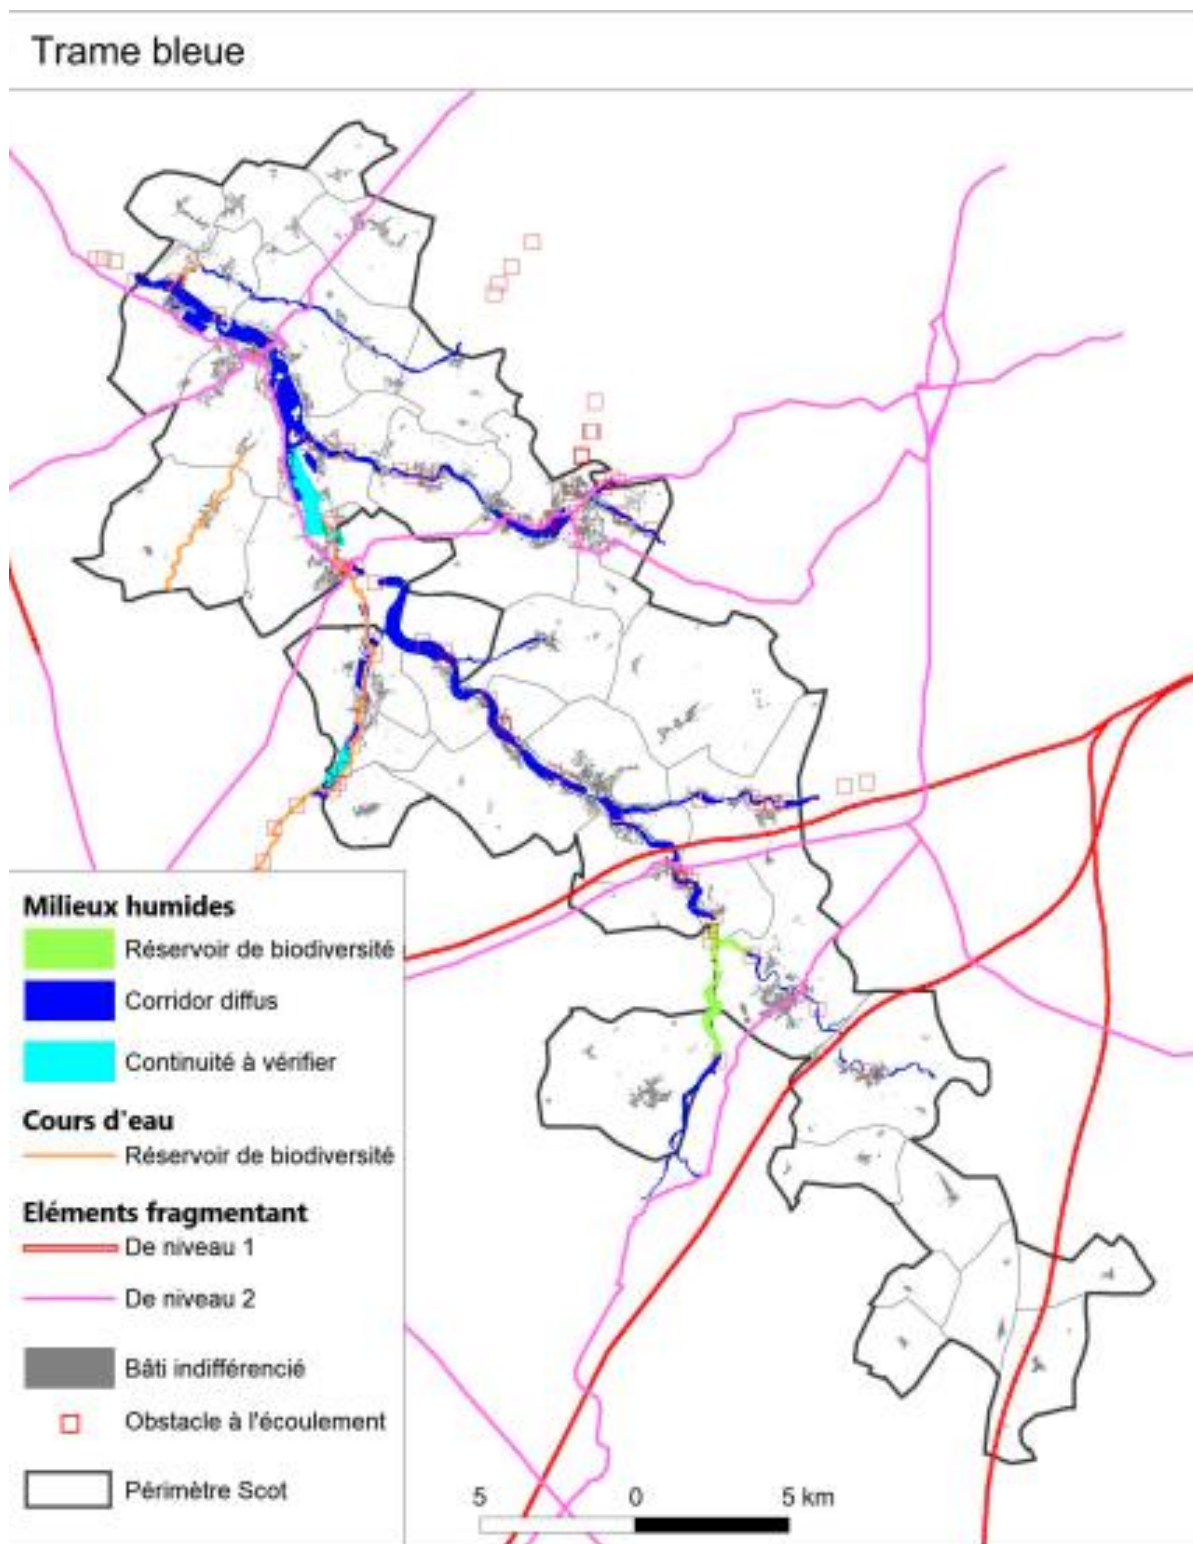 Trame bleue
Milieux humides
Réservoir de biodiversité
Corridor diffus
Continuité à vérifier
Cours d'eau
Réservoir de biodiversité
Eléments fragmentant
De niveau 1
De niveau 2
Bâti indifférencié
Obstacle à l'écoulement
Périmètre Scot
5 0 5 km